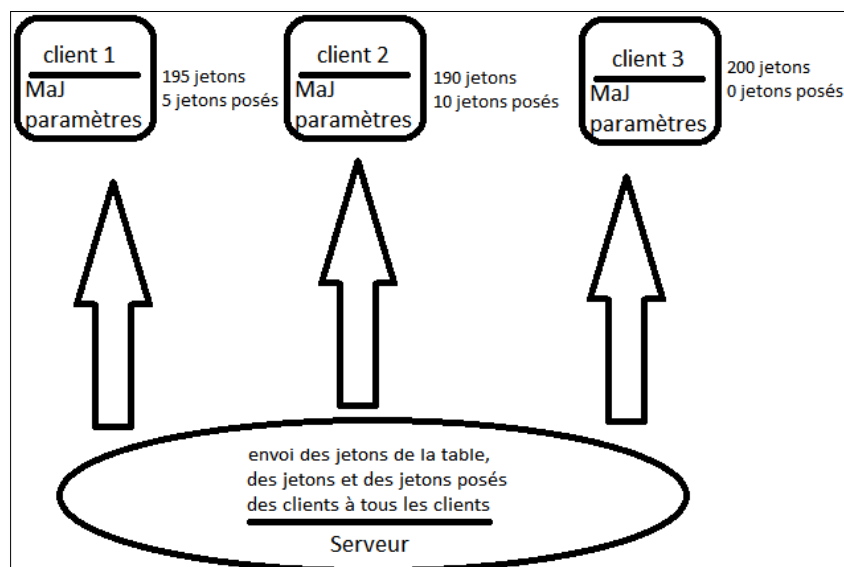 client 1
MaJ
paramètres
195 jetons
5 jetons posés
client 2
MaJ
paramètres
190 jetons
10 jetons posés
client 3
MaJ
paramètres
200 jetons
0 jetons posés
envoi des jetons de la table,
des jetons et des jetons posés
des clients à tous les clients
Serveur